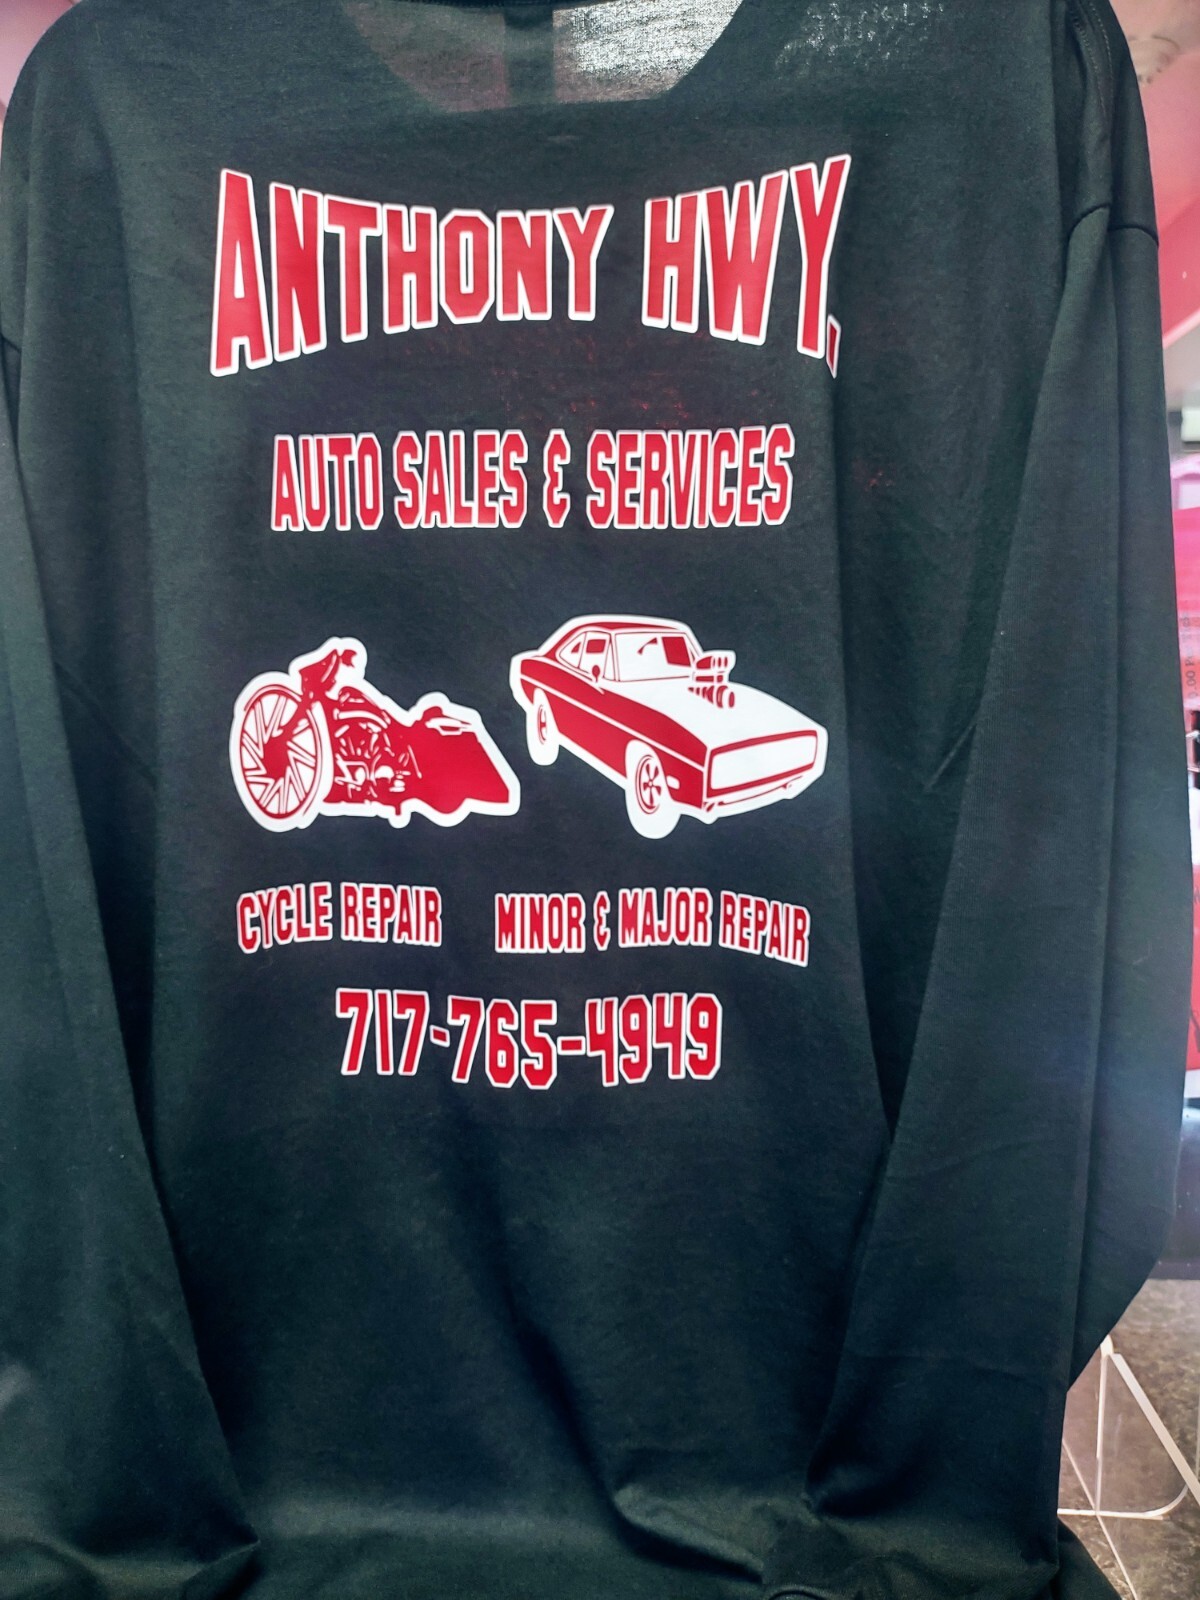 ANTHONY HWY.
AUTO SALES & SERVICES
CYCLE REPAIR
MINOR & MAJOR REPAIR
717-765-4949